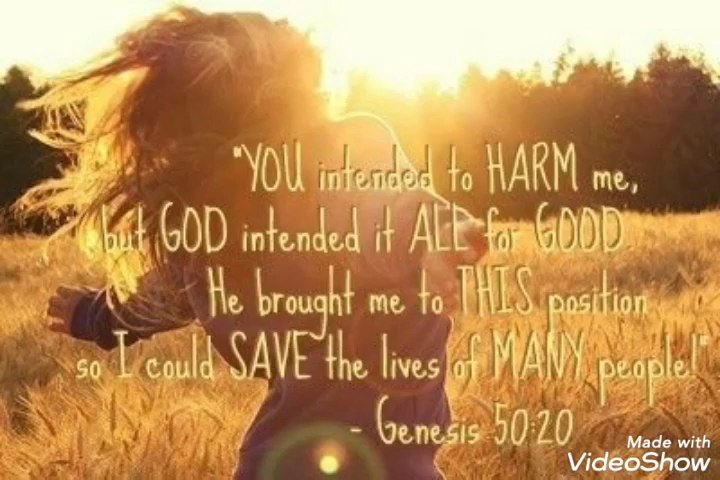 "YOU intended to HARM me,
but GOD intended it ALL for GOOD.
He brought me to THIS position
so I could SAVE the lives of MANY people!"
- Genesis 50:20
Made with
VideoShow